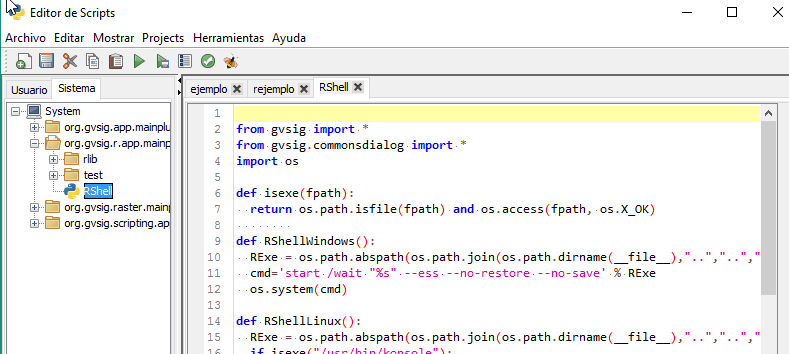 Editor de Scripts
Archivo Editar Mostrar Projects Herramientas Ayuda
Usuario Sistema
System
org.gvsig.app.mainplu
org.gvsig.r.app.mainp
rlib
test
RShell
org.gvsig.raster.mainp
org.gvsig.scripting.ap
ejemplo rejemplo RShell
1
2 from gvsig import *
3 from gvsig.commonsdialog import *
4 import os
5
6 def isexe(fpath):
7 return os.path.isfile(fpath) and os.access(fpath, os.X_OK)
8
9 def RShellWindows():
10 RExe = os.path.abspath(os.path.join(os.path.dirname(__file__),"..","..","
11 cmd='start /wait "%s" --ess --no-restore --no-save' % RExe
12 os.system(cmd)
13
14 def RShellLinux():
15 RExe = os.path.abspath(os.path.join(os.path.dirname(__file__),"..","..","
16 if isexe("/usr/bin/konsole"):